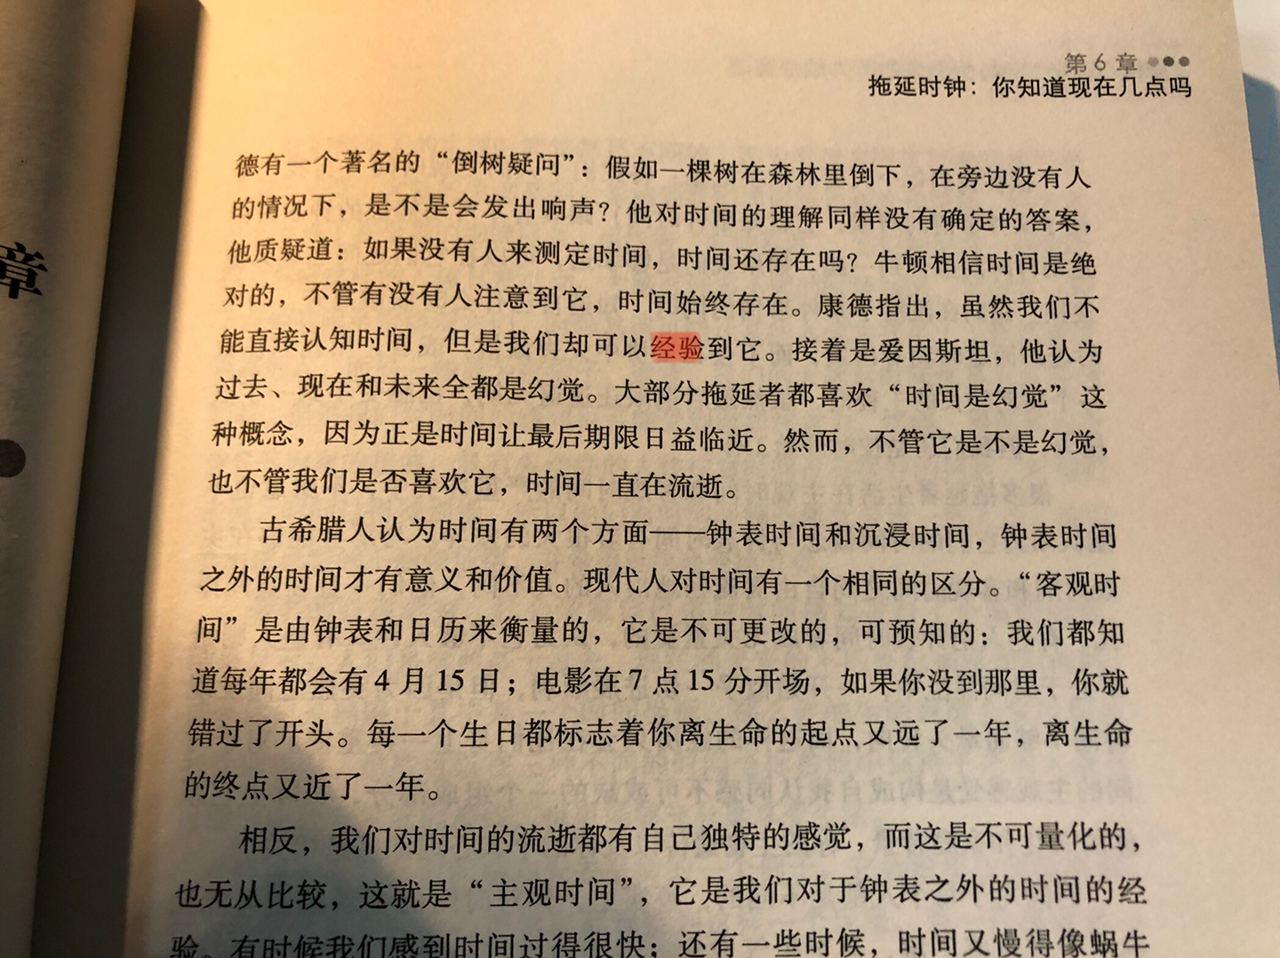 第6章
拖延时钟：你知道现在几点吗
德有一个著名的“倒树疑问”：假如一棵树在森林里倒下，在旁边没有人
的情况下，是不是会发出响声？他对时间的理解同样没有确定的答案，
他质疑道：如果没有人来测定时间，时间还存在吗？牛顿相信时间是绝
对的，不管有没有人注意到它，时间始终存在。康德指出，虽然我们不
能直接认知时间，但是我们却可以经验到它。接着是爱因斯坦，他认为
过去、现在和未来全都是幻觉。大部分拖延者都喜欢“时间是幻觉”这
种概念，因为正是时间让最后期限日益临近。然而，不管它是不是幻觉，
也不管我们是否喜欢它，时间一直在流逝。
古希腊人认为时间有两个方面——钟表时间和沉浸时间，钟表时间
之外的时间才有意义和价值。现代人对时间有一个相同的区分。“客观时
间”是由钟表和日历来衡量的，它是不可更改的，可预知的：我们都知
道每年都会有4月15日；电影在7点15分开场，如果你没到那里，你就
错过了开头。每一个生日都标志着你离生命的起点又远了一年，离生命
的终点又近了一年。
相反，我们对时间的流逝都有自己独特的感觉，而这是不可量化的，
也无从比较，这就是“主观时间”，它是我们对于钟表之外的时间的经
验。有时候我们感到时间过得很快；还有一些时候，时间又慢得像蜗牛
章